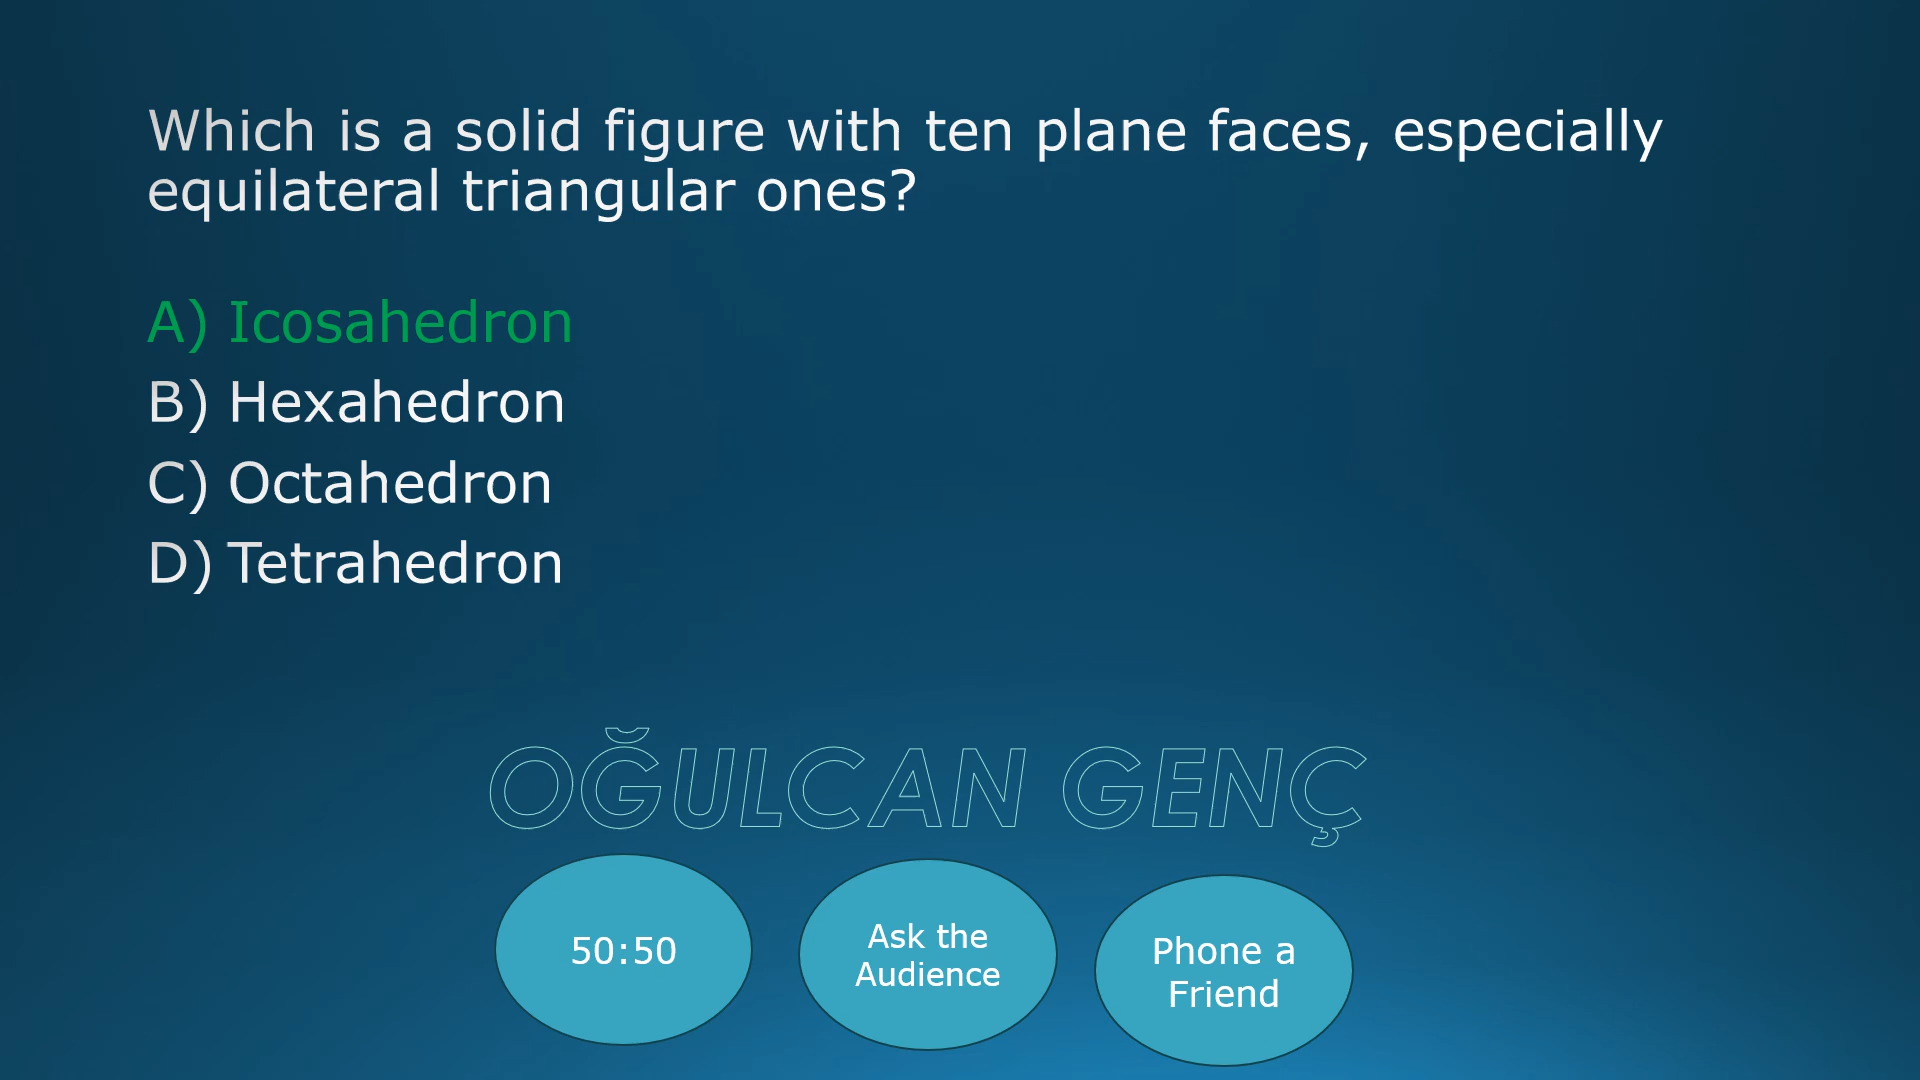 Which is a solid figure with ten plane faces, especially
equilateral triangular ones?
A) Icosahedron
B) Hexahedron
C) Octahedron
D) Tetrahedron
OĞULCAN GENÇ
50:50
Ask the
Audience
Phone a
Friend